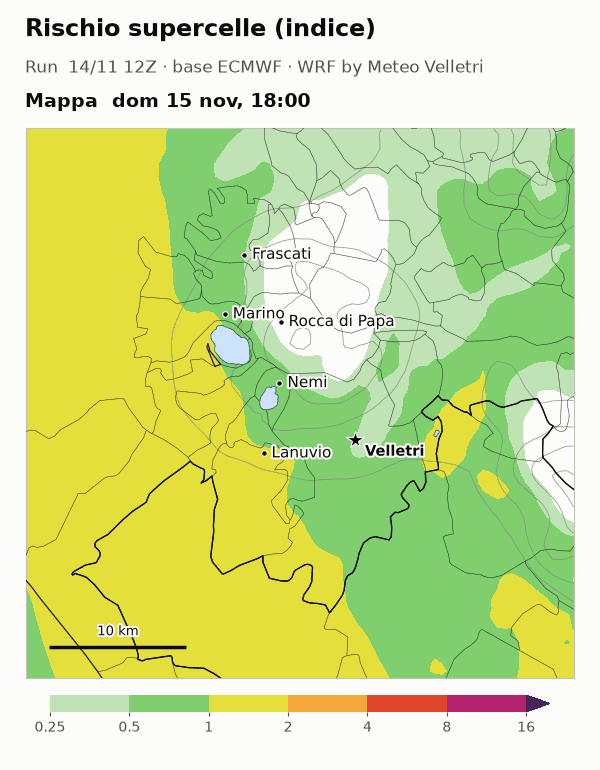 Rischio supercelle (indice)
Run  14/11 12Z · base ECMWF · WRF by Meteo Velletri
Mappa  dom 15 nov, 18:00
Frascati
Marino
Rocca di Papa
Nemi
Velletri
Lanuvio
10 km
0.25 0.5 1 2 4 8 16